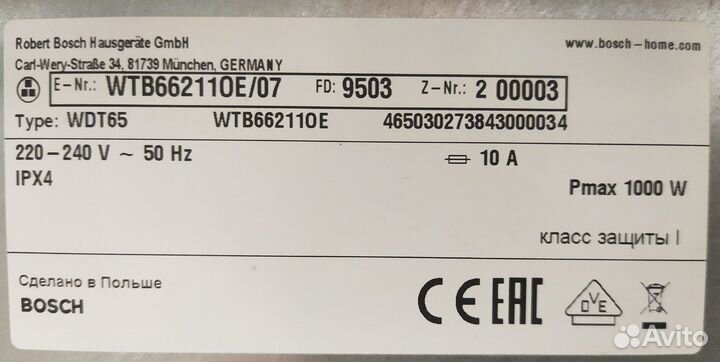 Robert Bosch Hausgeräte GmbH
www.bosch-home.com
Carl-Wery-Straße 34, 81739 München, GERMANY
E-Nr.: WTB66211OE/07 FD: 9503 Z-Nr.: 2 00003
Type: WDT65 WTB66211OE 465030273843000034
220-240 V ~ 50 Hz 10 A
IPX4
Pmax 1000 W
класс защиты I
Сделано в Польше
BOSCH
CE EAC DVE
Avito